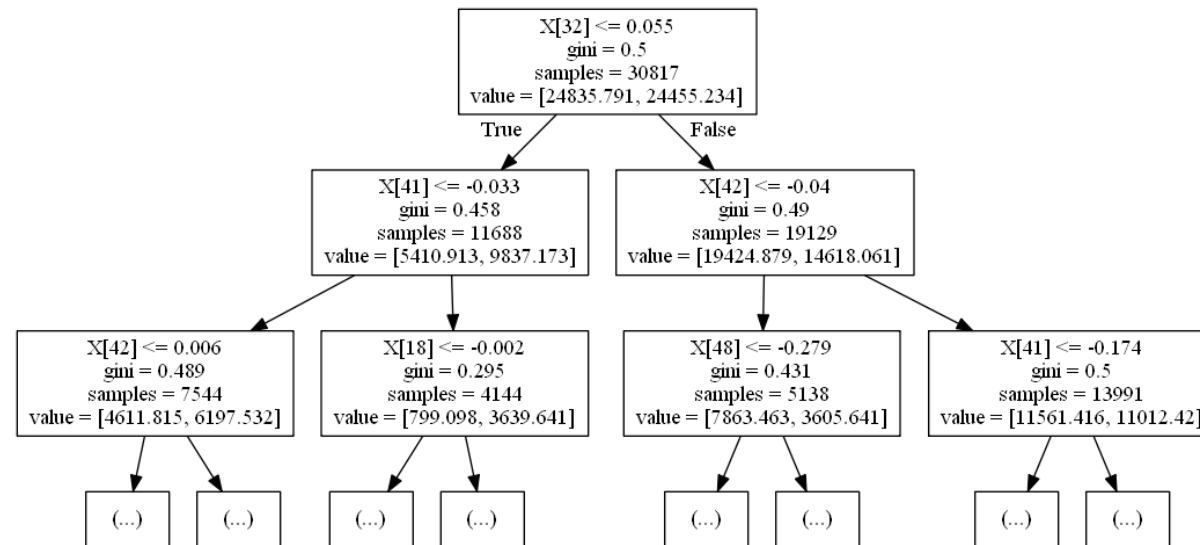 X[32] <= 0.055
gini = 0.5
samples = 30817
value = [24835.791, 24455.234]
True
False
X[41] <= -0.033
gini = 0.458
samples = 11688
value = [5410.913, 9837.173]
X[42] <= -0.04
gini = 0.49
samples = 19129
value = [19424.879, 14618.061]
X[42] <= 0.006
gini = 0.489
samples = 7544
value = [4611.815, 6197.532]
X[18] <= -0.002
gini = 0.295
samples = 4144
value = [799.098, 3639.641]
X[48] <= -0.279
gini = 0.431
samples = 5138
value = [7863.463, 3605.641]
X[41] <= -0.174
gini = 0.5
samples = 13991
value = [11561.416, 11012.42]
(...)
(...)
(...)
(...)
(...)
(...)
(...)
(...)